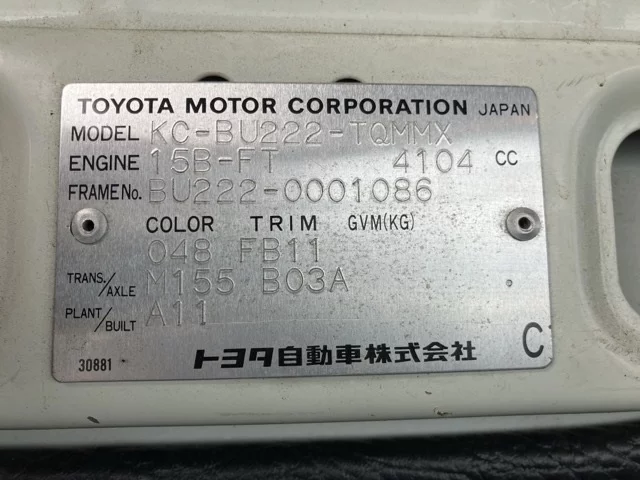 TOYOTA MOTOR CORPORATION JAPAN
MODEL KC-BU222-TQMMX
ENGINE 15B-FT 4104 CC
FRAME No. BU222-0001086
COLOR TRIM GVM(KG)
048 FB11
TRANS./AXLE M155 B03A
PLANT/BUILT A11
トヨタ自動車株式会社 C
30881